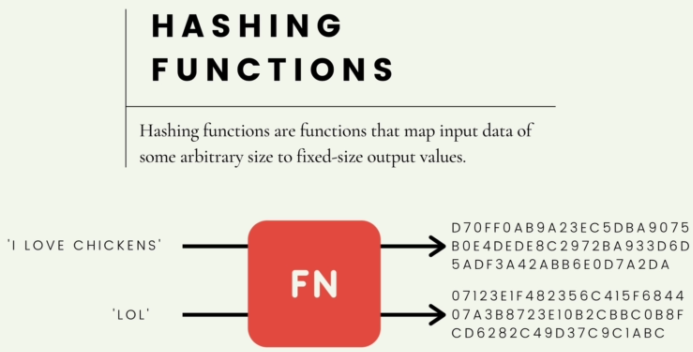 HASHING
FUNCTIONS
Hashing functions are functions that map input data of
some arbitrary size to fixed-size output values.
'I LOVE CHICKENS'
FN
D70FF0AB9A23EC5DBA9075
B0E4DEDE8C2972BA933D6D
5ADF3A42ABB6E0D7A2DA
'LOL'
07123E1F482356C415F6844
07A3B8723E10B2CBBC0B8F
CD6282C49D37C9C1ABC